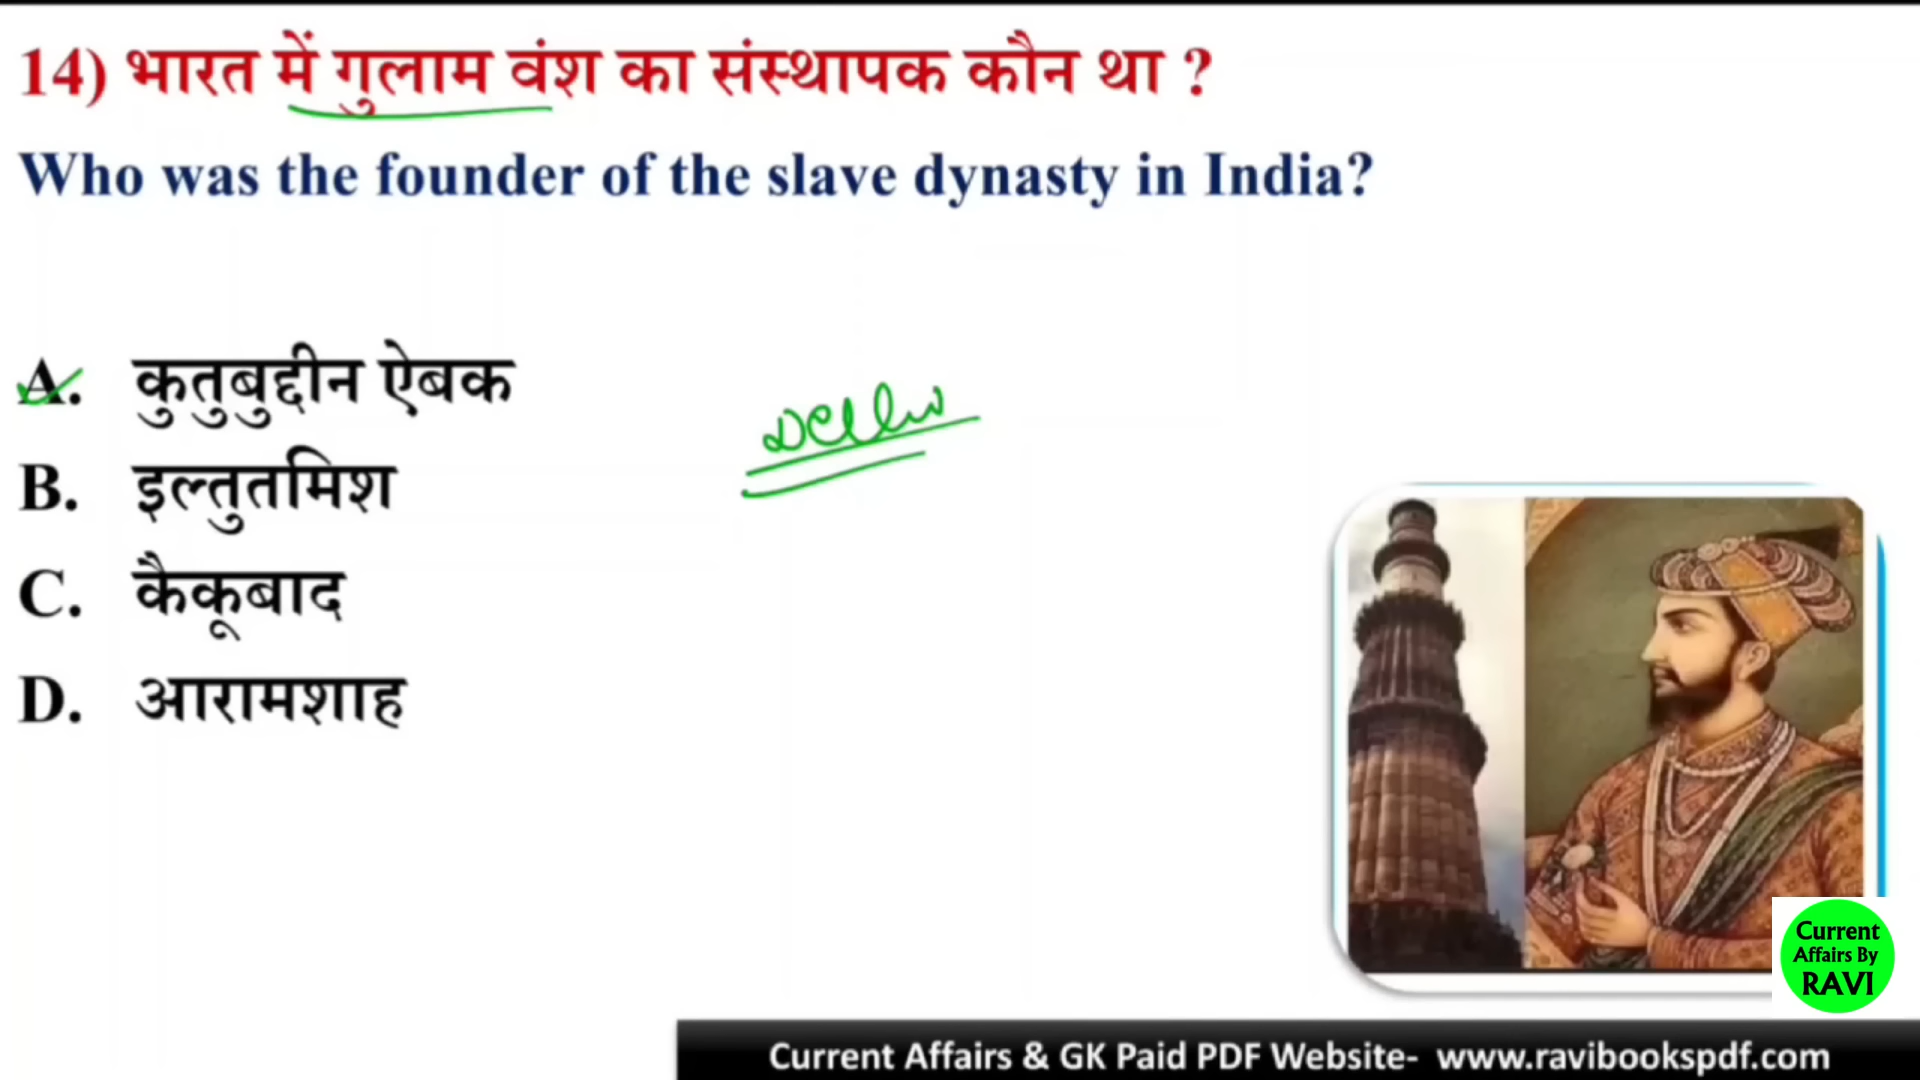 14) भारत में गुलाम वंश का संस्थापक कौन था ?
Who was the founder of the slave dynasty in India?
A. कुतुबुद्दीन ऐबक
B. इल्तुतमिश
C. कैकूबाद
D. आरामशाह
Current
Affairs By
RAVI
Current Affairs & GK Paid PDF Website- www.ravibookspdf.com